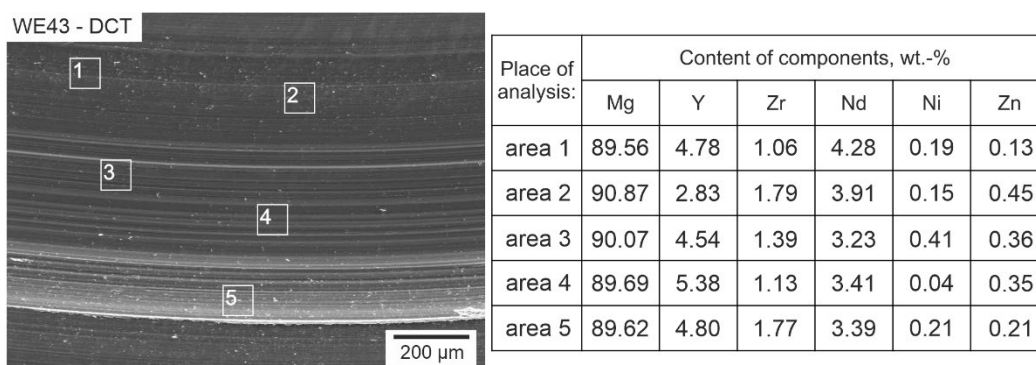 WE43 - DCT
1
2
3
4
5
200 µm
Place of analysis: Content of components, wt.-%
Mg Y Zr Nd Ni Zn
area 1 89.56 4.78 1.06 4.28 0.19 0.13
area 2 90.87 2.83 1.79 3.91 0.15 0.45
area 3 90.07 4.54 1.39 3.23 0.41 0.36
area 4 89.69 5.38 1.13 3.41 0.04 0.35
area 5 89.62 4.80 1.77 3.39 0.21 0.21